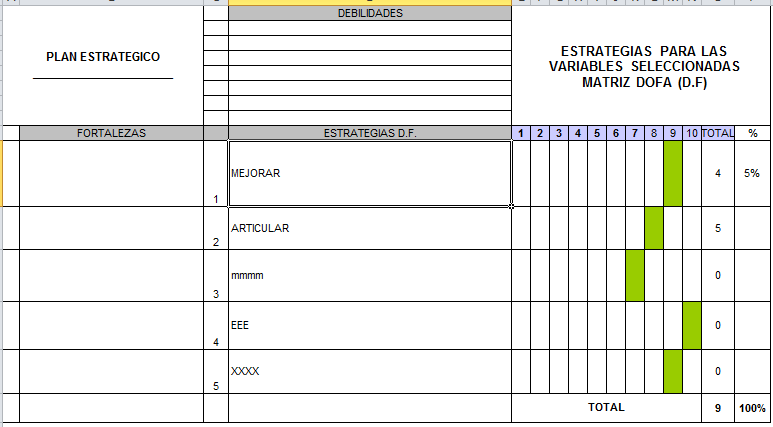 DEBILIDADES
PLAN ESTRATEGICO
ESTRATEGIAS PARA LAS
VARIABLES SELECCIONADAS
MATRIZ DOFA (D.F)
FORTALEZAS ESTRATEGIAS D.F. 1 2 3 4 5 6 7 8 9 10 TOTAL %
1 MEJORAR 4 5%
2 ARTICULAR 5
3 mmmm 0
4 EEE 0
5 XXXX 0
TOTAL 9 100%